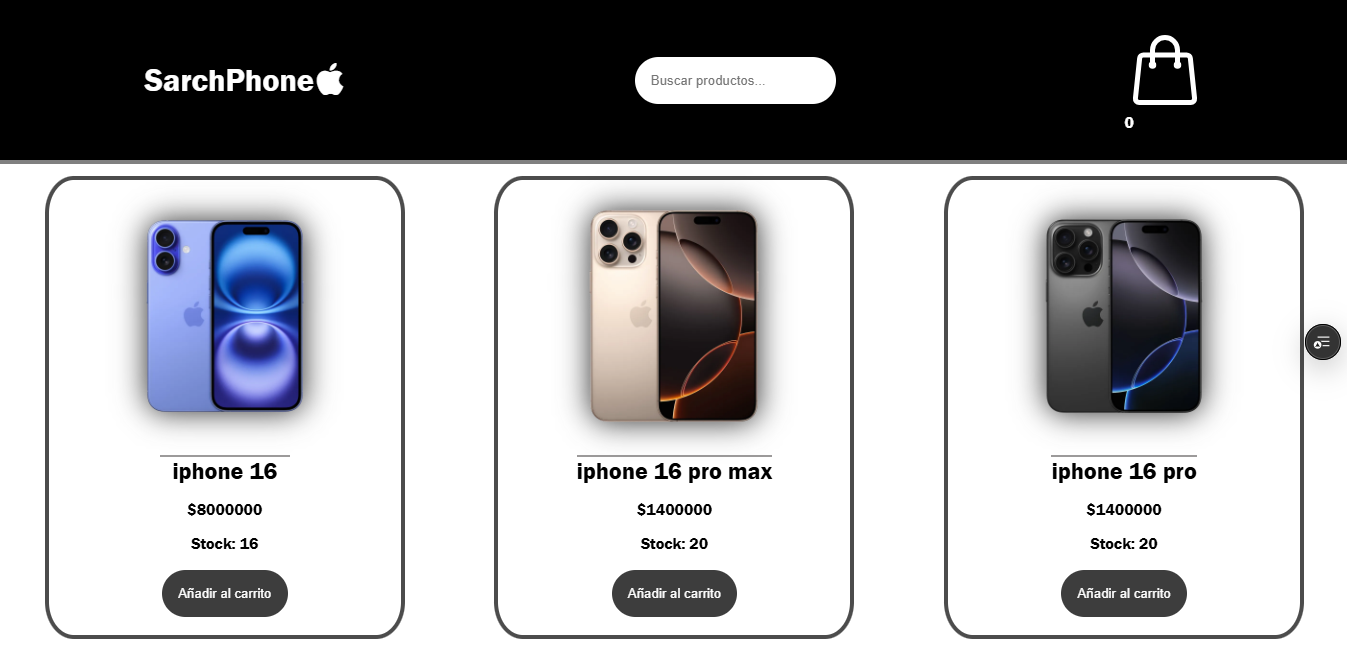 SarchPhone
Buscar productos...
0
iphone 16
$8000000
Stock: 16
Añadir al carrito
iphone 16 pro max
$1400000
Stock: 20
Añadir al carrito
iphone 16 pro
$1400000
Stock: 20
Añadir al carrito